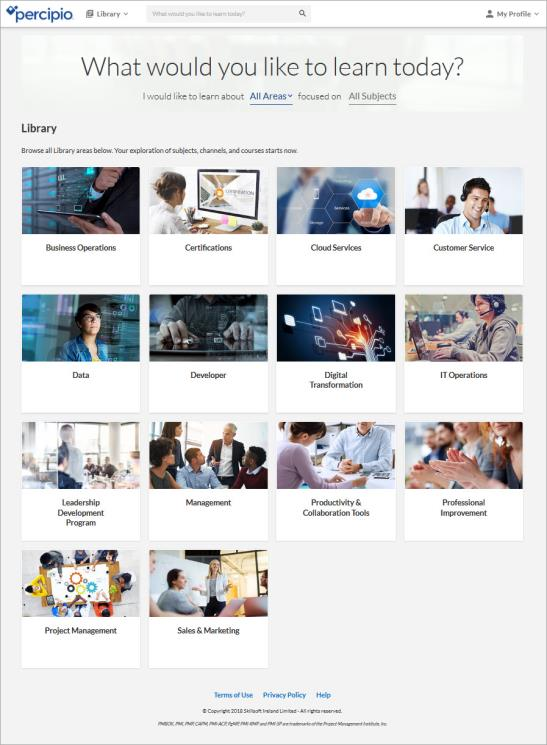 percipio
Library
What would you like to learn today?
My Profile
What would you like to learn today?
I would like to learn about All Areas focused on All Subjects
Library
Browse all Library areas below. Your exploration of subjects, channels, and courses starts now.
CERTIFICATION
Services
Storage
Business Operations
Certifications
Cloud Services
Customer Service
Data
Developer
Digital
Transformation
IT Operations
Leadership
Development
Program
Management
Productivity &
Collaboration Tools
Professional
Improvement
Project Management
Sales & Marketing
Terms of Use Privacy Policy Help
© Copyright 2018 Skillsoft Ireland Limited - All rights reserved.
PMBOK, PMI, PMP, CAPM, PMI-ACP, PgMP, PMI-RMP and PMI-SP are trademarks of the Project Management Institute, Inc.